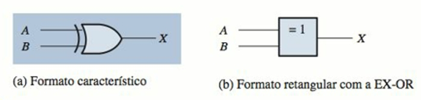 A
B
X
(a) Formato característico
A
B
= 1
X
(b) Formato retangular com a EX-OR